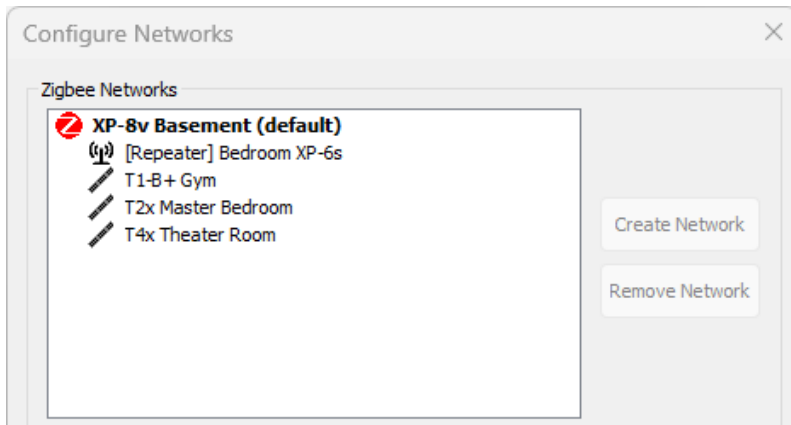 Configure Networks
Zigbee Networks
XP-8v Basement (default)
[Repeater] Bedroom XP-6s
T1-B+ Gym
T2x Master Bedroom
T4x Theater Room
Create Network
Remove Network